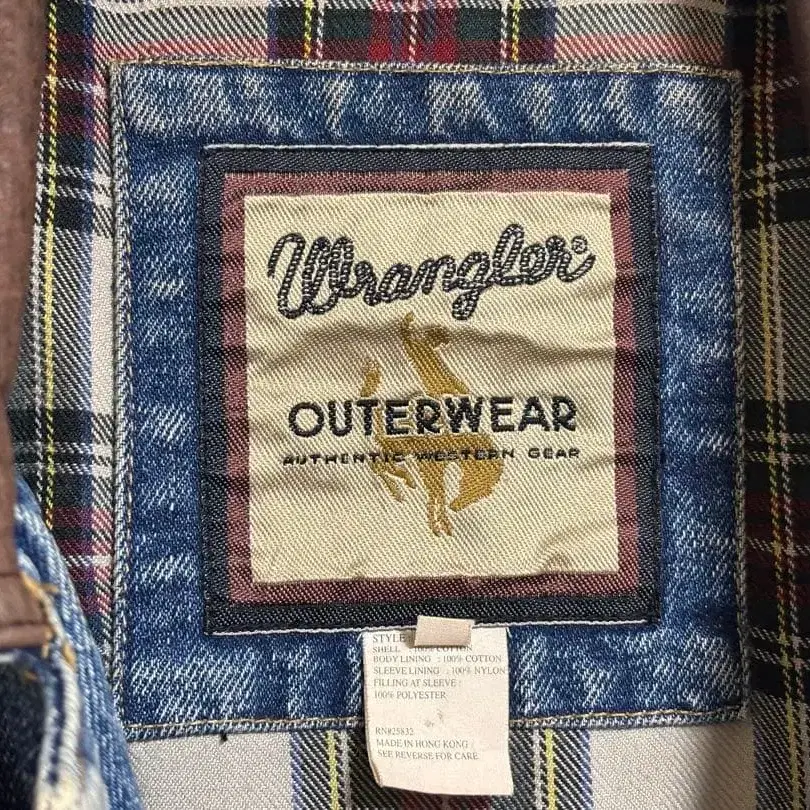 Wrangler®
OUTERWEAR
AUTHENTIC WESTERN GEAR
STYLE
SHELL : 100% COTTON
BODY LINING : 100% COTTON
SLEEVE LINING : 100% NYLON
FILLING AT SLEEVE :
100% POLYESTER
RN#25832
MADE IN HONG KONG
SEE REVERSE FOR CARE